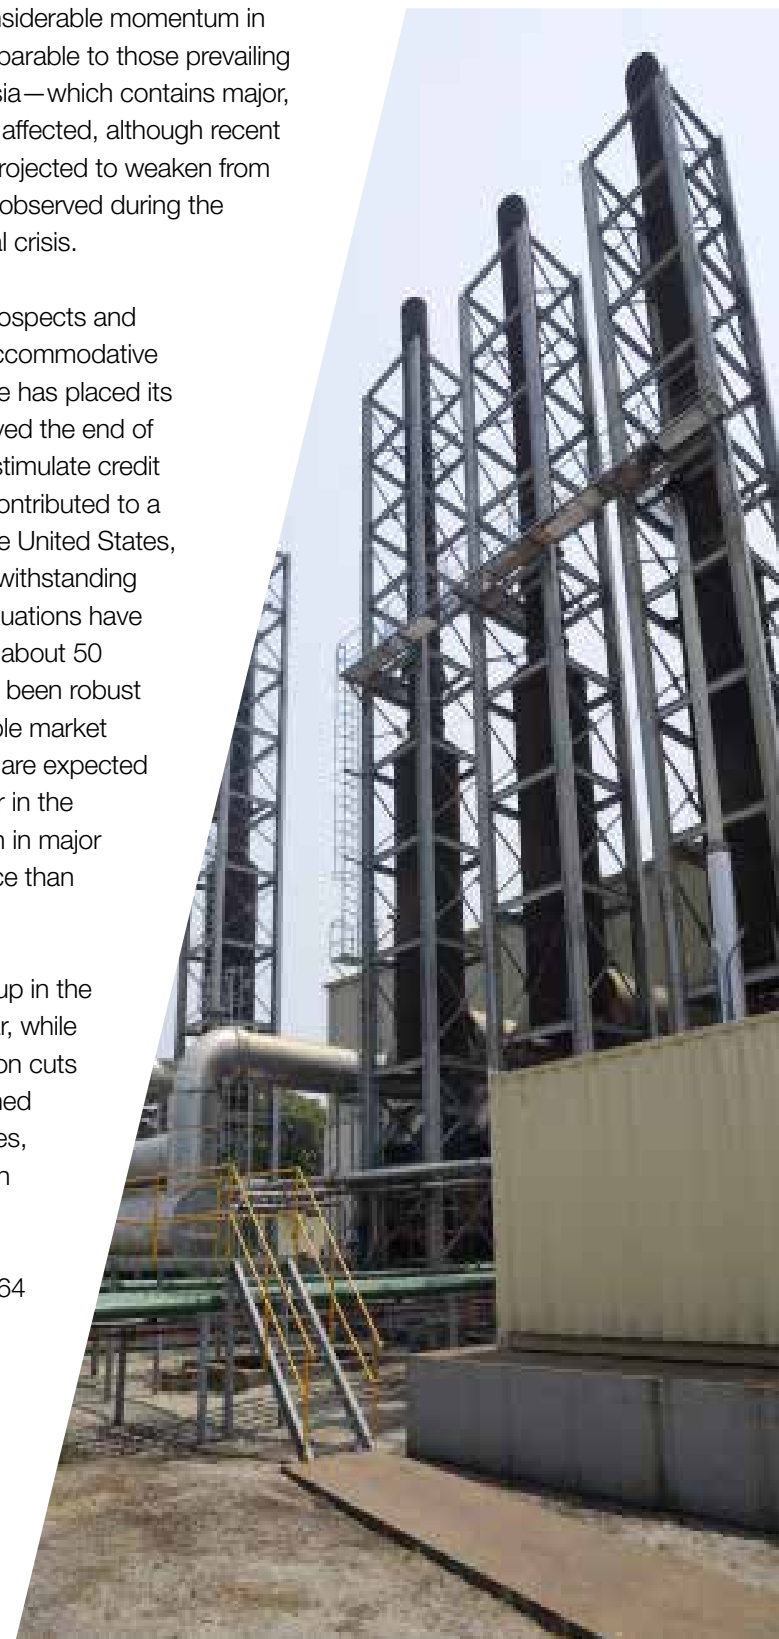 nsiderable momentum in
parable to those prevailing
sia—which contains major,
affected, although recent
rojected to weaken from
observed during the
al crisis.
ospects and
ccommodative
e has placed its
ved the end of
stimulate credit
ontributed to a
e United States,
withstanding
uations have
about 50
been robust
ple market
are expected
r in the
n in major
ce than
up in the
r, while
on cuts
ned
es,
n
64